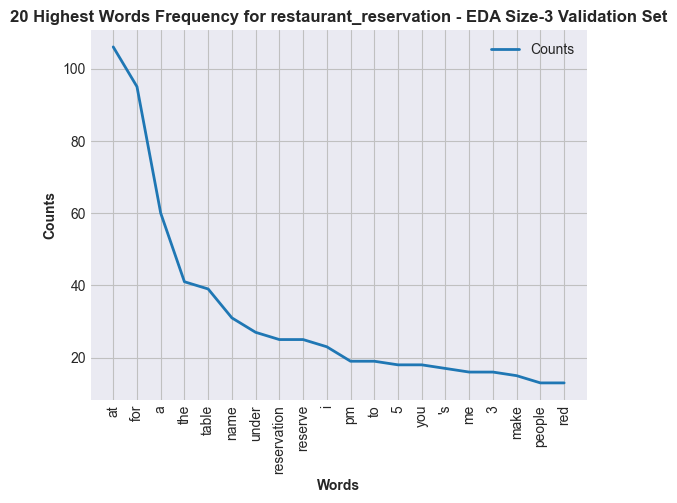 20 Highest Words Frequency for restaurant_reservation - EDA Size-3 Validation Set
Counts
100
80
60
40
20
Counts
at
for
a
the
table
name
under
reservation
reserve
i
pm
to
5
you
's
me
3
make
people
red
Words